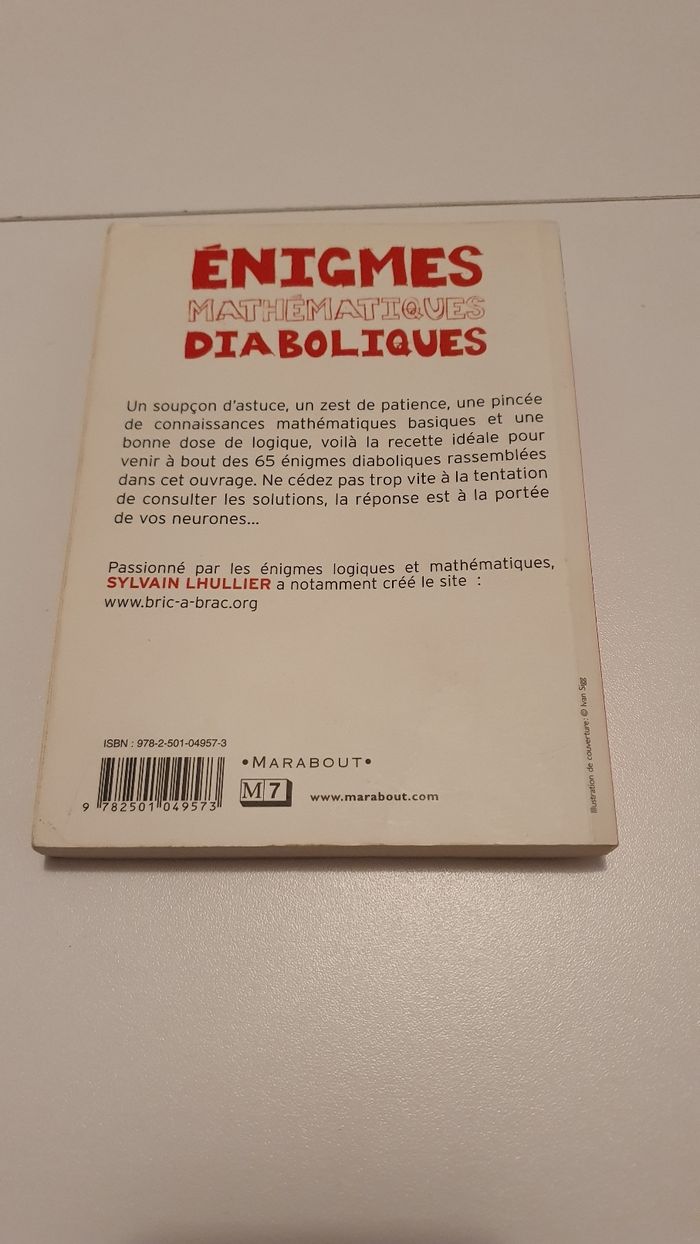 ÉNIGMES
MATHÉMATIQUES
DIABOLIQUES
Un soupçon d'astuce, un zest de patience, une pincée
de connaissances mathématiques basiques et une
bonne dose de logique, voilà la recette idéale pour
venir à bout des 65 énigmes diaboliques rassemblées
dans cet ouvrage. Ne cédez pas trop vite à la tentation
de consulter les solutions, la réponse est à la portée
de vos neurones...
Passionné par les énigmes logiques et mathématiques,
SYLVAIN LHULLIER a notamment créé le site :
www.bric-a-brac.org
Illustration de couverture : © Ivan Sigg
ISBN : 978-2-501-04957-3
9 782501 049573
•MARABOUT•
M 7
www.marabout.com